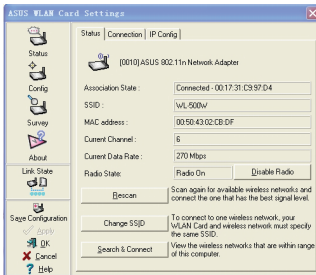 ASUS WLAN Card Settings
Status
Config
Survey
About
Link State
Save Configuration
Apply
OK
Cancel
Help
Status Connection IP Config
[0010] ASUS 802.11n Network Adapter
Association State : Connected - 00:17:31:C9:97:D4
SSID : WL-500W
MAC address : 00:50:43:02:CB:DF
Current Channel : 6
Current Data Rate : 270 Mbps
Radio State: Radio On Disable Radio
Rescan
Scan again for available wireless networks and
connect the one that has the best signal level.
Change SSID
To connect to one wireless network, your
WLAN Card and wireless network must specify
the same SSID.
Search & Connect
View the wireless networks that are within range
of this computer.